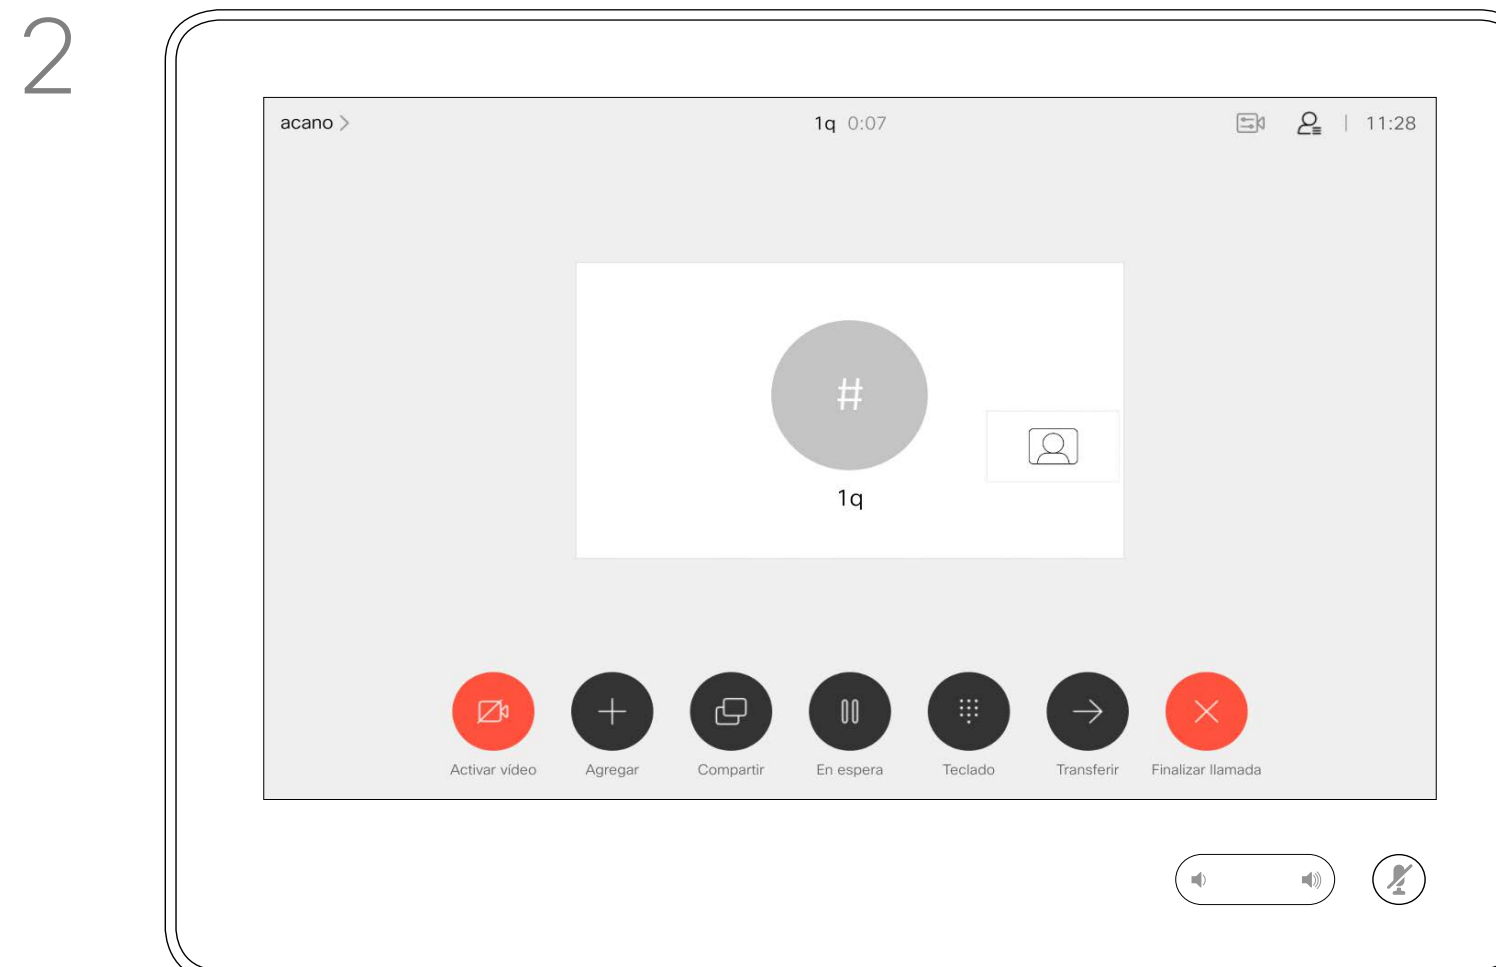 2
acano
1q 0:07
11:28
#
1q
Activar vídeo
Agregar
Compartir
En espera
Teclado
Transferir
Finalizar llamada